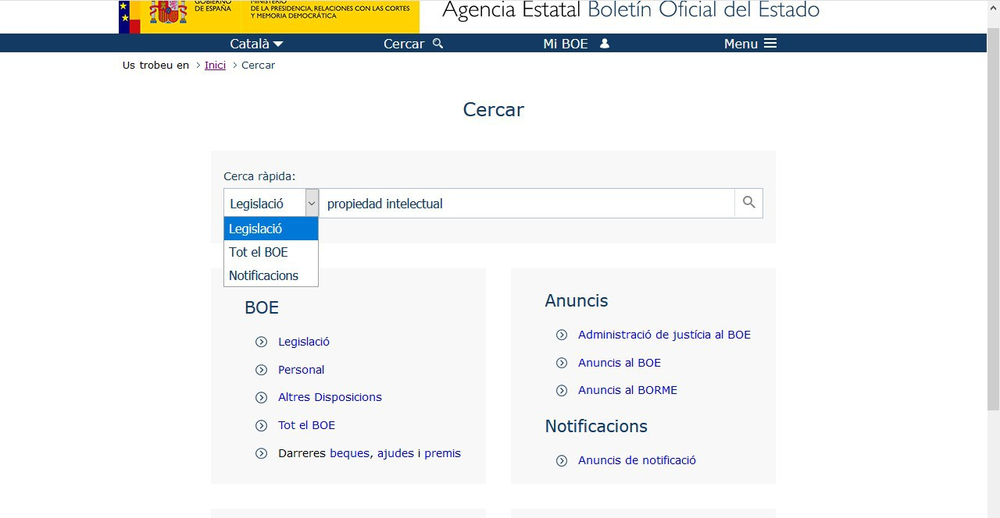 GOBIERNO
DE ESPAÑA
MINISTERIO
DE LA PRESIDENCIA, RELACIONES CON LAS CORTES
Y MEMORIA DEMOCRÁTICA
Agencia Estatal Boletín Oficial del Estado
Català
Cercar
Mi BOE
Menu
Us trobeu en > Inici > Cercar
Cercar
Cerca ràpida:
Legislació
propiedad intelectual
Legislació
Tot el BOE
Notificacions
BOE
Legislació
Personal
Altres Disposicions
Tot el BOE
Darreres beques, ajudes i premis
Anuncis
Administració de justícia al BOE
Anuncis al BOE
Anuncis al BORME
Notificacions
Anuncis de notificació